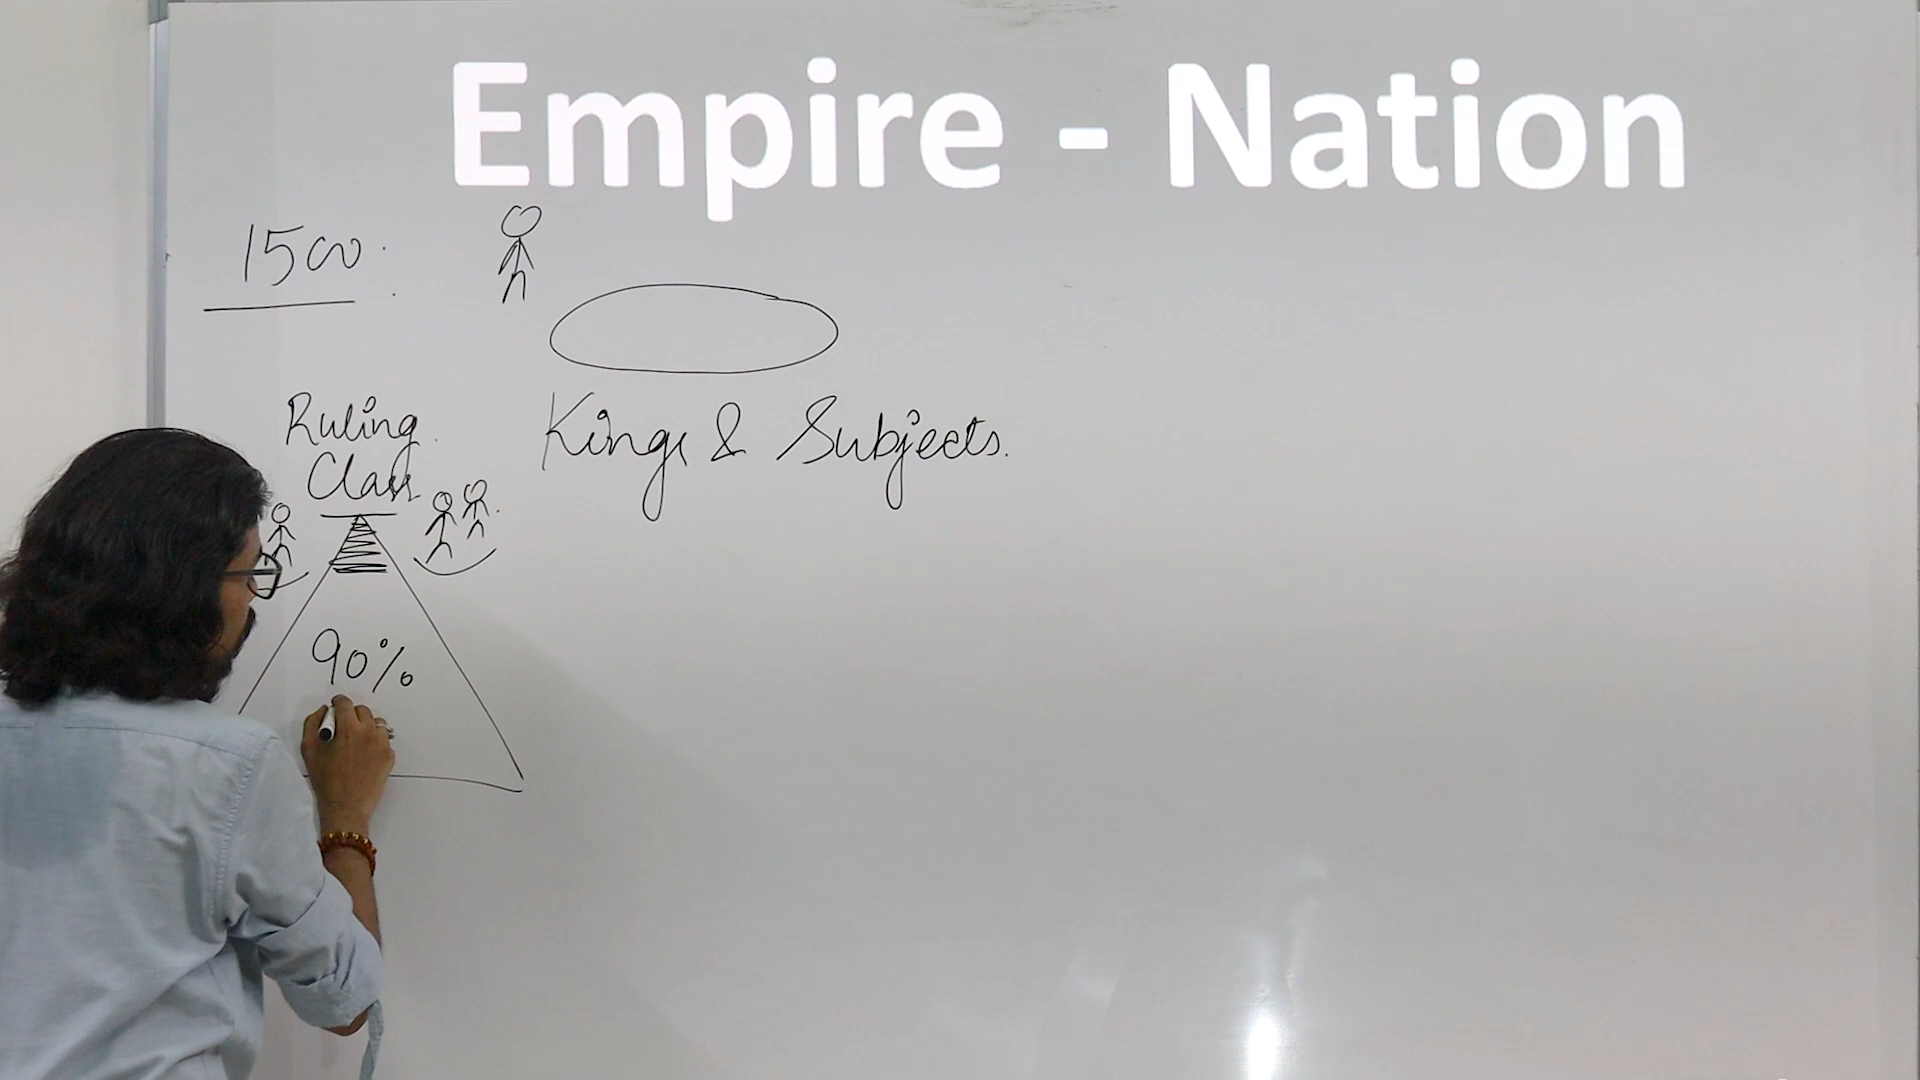 Empire - Nation
1500
Ruling
Class
Kings & Subjects.
90%